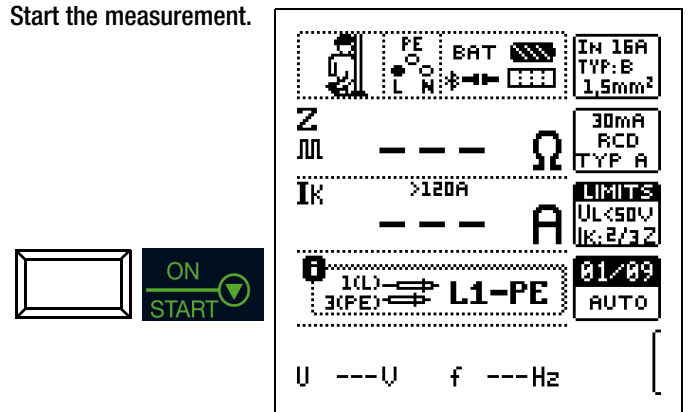 Start the measurement.
PE
L N
BAT
IN 16A
TYP: B
1,5mm²
Z
--- Ω
30mA
RCD
TYP A
IK >120A
--- A
LIMITS
UL<50V
IK: 2/3 Z
ON
START
1(L)
3(PE)
L1-PE
01/09
AUTO
U ---V f ---Hz